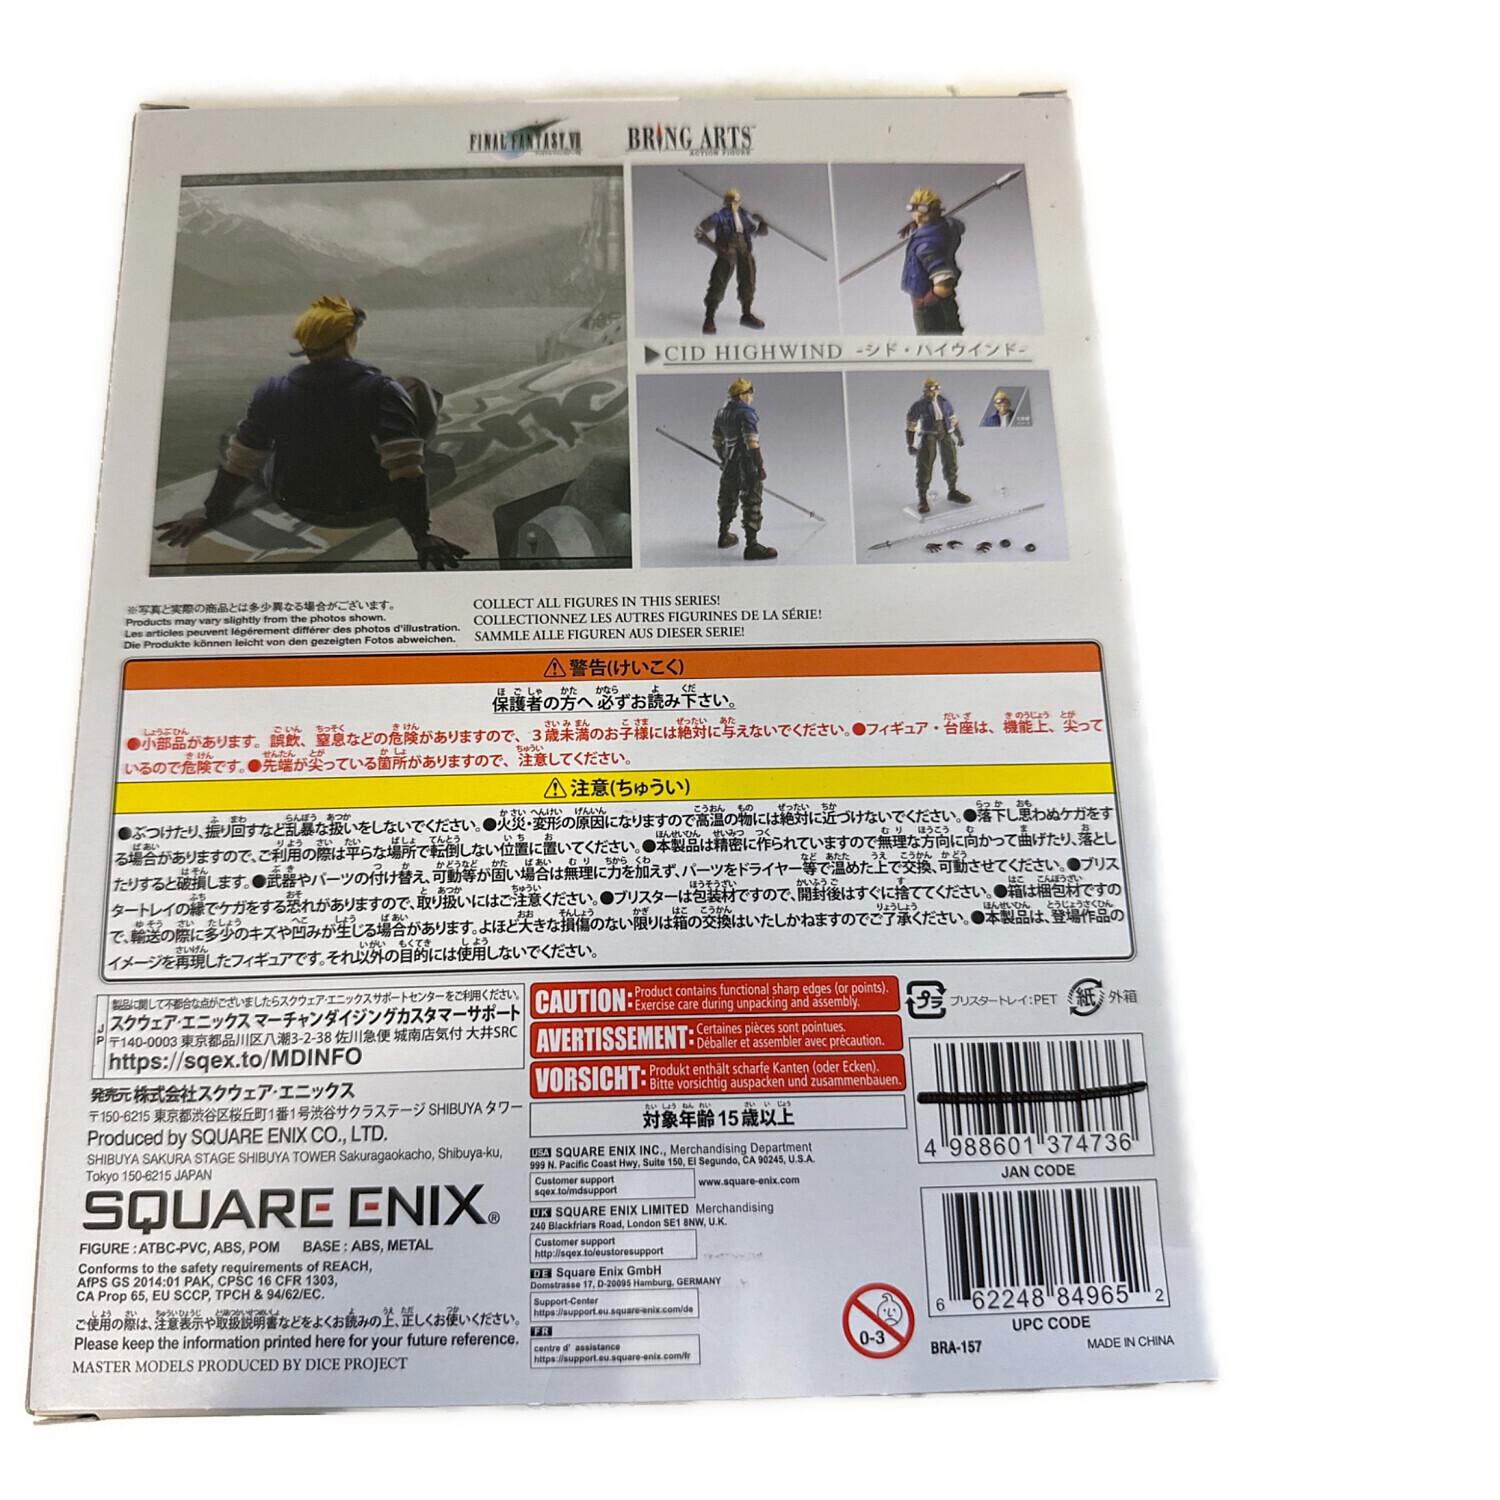 FINAL FANTASY VII
BRING ARTS™
ACTION FIGURE
▶CID HIGHWIND -シド・ハイウインド-
※写真と実際の商品とは多少異なる場合がございます。
Products may vary slightly from the photos shown.
Les articles peuvent légérement différer des photos d'illustration.
Die Produkte können leicht von den gezeigten Fotos abweichen.
COLLECT ALL FIGURES IN THIS SERIES!
COLLECTIONNEZ LES AUTRES FIGURINES DE LA SÉRIE!
SAMMLE ALLE FIGUREN AUS DIESER SERIE!
⚠警告(けいこく)
保護者の方へ必ずお読み下さい。
●小部品があります。誤飲、窒息などの危険がありますので、3歳未満のお子様には絶対に与えないでください。●フィギュア・台座は、機能上、尖って
いるので危険です。●先端が尖っている箇所がありますので、注意してください。
⚠注意(ちゅうい)
●ぶつけたり、振り回すなど乱暴な扱いをしないでください。●火災・変形の原因になりますので高温の物には絶対に近づけないでください。●落下し思わぬケガをす
る場合がありますので、ご利用の際は平らな場所で転倒しない位置に置いてください。●本製品は精密に作られていますので無理な方向に向かって曲げたり、落とし
たりすると破損します。●武器やパーツの付け替え、可動等が固い場合は無理に力を加えず、パーツをドライヤー等で温めた上で交換、可動させてください。●ブリス
タートレイの縁でケガをする恐れがありますので、取り扱いにはご注意ください。●ブリスターは包装材ですので、開封後はすぐに捨ててください。●箱は梱包材ですの
で、輸送の際に多少のキズや凹みが生じる場合があります。よほど大きな損傷のない限りは箱の交換はいたしかねますのでご了承ください。●本製品は、登場作品の
イメージを再現したフィギュアです。それ以外の目的には使用しないでください。
JP
製品に関して不都合な点がございましたらスクウェア・エニックスサポートセンターをご利用ください。
スクウェア・エニックス マーチャンダイジングカスタマーサポート
〒140-0003 東京都品川区八潮3-2-38 佐川急便 城南店気付 大井SRC
https://sqex.to/MDINFO
発売元 株式会社スクウェア・エニックス
〒150-6215 東京都渋谷区桜丘町1番1号渋谷サクラステージ SHIBUYA タワー
Produced by SQUARE ENIX CO., LTD.
SHIBUYA SAKURA STAGE SHIBUYA TOWER Sakuragaokacho, Shibuya-ku,
Tokyo 150-6215 JAPAN
SQUARE ENIX®
FIGURE : ATBC-PVC, ABS, POM BASE : ABS, METAL
Conforms to the safety requirements of REACH,
AfPS GS 2014:01 PAK, CPSC 16 CFR 1303,
CA Prop 65, EU SCCP, TPCH & 94/62/EC.
ご使用の際は、注意表示や取扱説明書などをよくお読みの上、正しくお使いください。
Please keep the information printed here for your future reference.
MASTER MODELS PRODUCED BY DICE PROJECT
CAUTION: Product contains functional sharp edges (or points).
Exercise care during unpacking and assembly.
AVERTISSEMENT: Certaines pièces sont pointues.
Déballer et assembler avec précaution.
VORSICHT: Produkt enthält scharfe Kanten (oder Ecken).
Bitte vorsichtig auspacken und zusammenbauen.
対象年齢15歳以上
USA SQUARE ENIX INC., Merchandising Department
999 N. Pacific Coast Hwy, Suite 150, El Segundo, CA 90245, U.S.A.
Customer support
sqex.to/mdsupport
www.square-enix.com
UK SQUARE ENIX LIMITED Merchandising
240 Blackfriars Road, London SE1 8NW, U.K.
Customer support
http://sqex.to/eustoresupport
DE Square Enix GmbH
Domstrasse 17, D-20095 Hamburg, GERMANY
Support-Center
https://support.eu.square-enix.com/de
FR
centre d' assistance
https://support.eu.square-enix.com/fr
プラ ブリスタートレイ:PET 紙 外箱
4 988601 374736
JAN CODE
6 62248 84965 2
UPC CODE
0-3
BRA-157
MADE IN CHINA